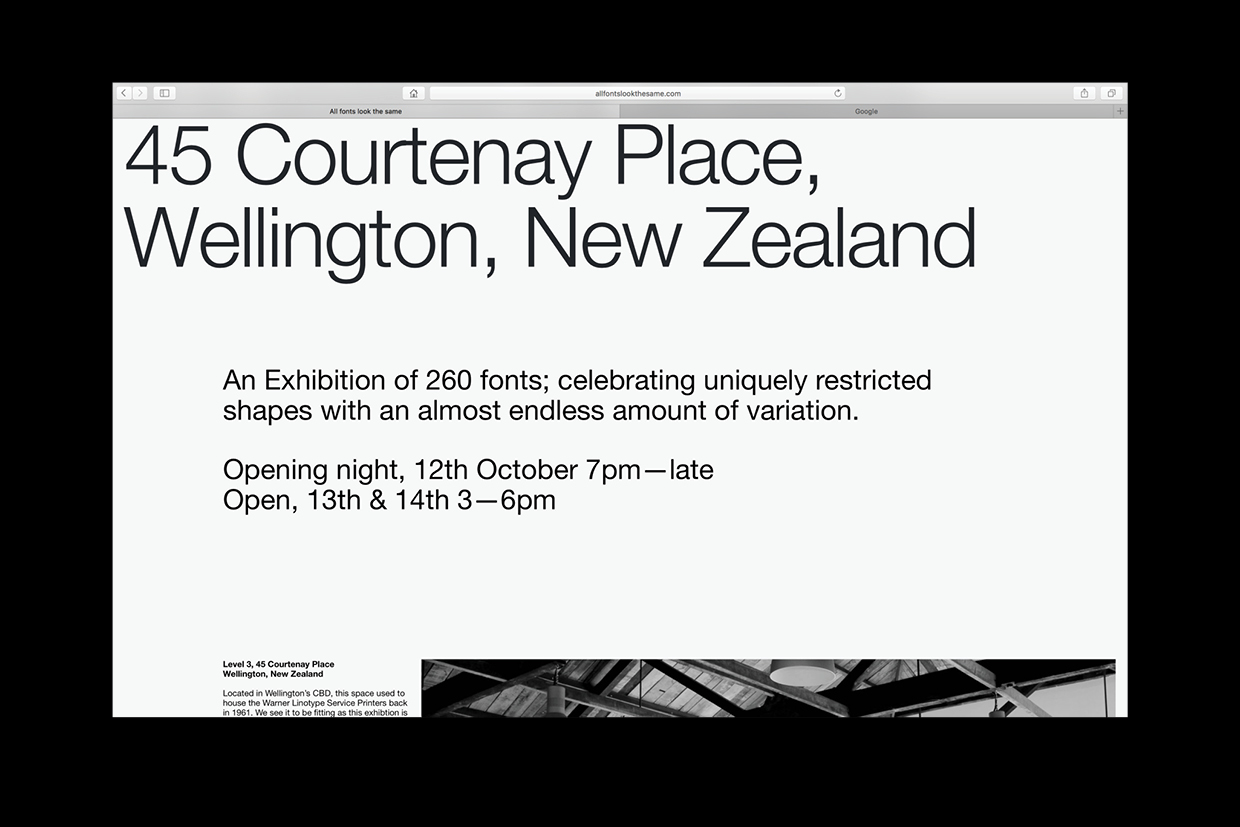 allfontslookthesame.com
All fonts look the same
Google
45 Courtenay Place,
Wellington, New Zealand
An Exhibition of 260 fonts; celebrating uniquely restricted
shapes with an almost endless amount of variation.
Opening night, 12th October 7pm—late
Open, 13th & 14th 3—6pm
Level 3, 45 Courtenay Place
Wellington, New Zealand
Located in Wellington's CBD, this space used to
house the Warner Linotype Service Printers back
in 1961. We see it to be fitting as this exhibtion is